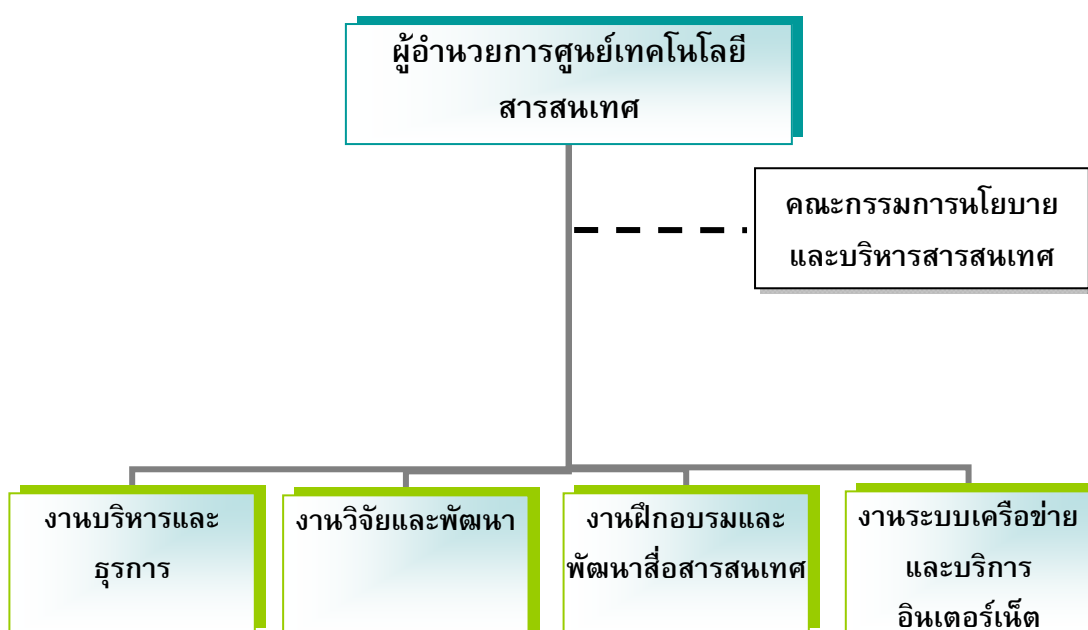 ผู้อำนวยการศูนย์เทคโนโลยี
สารสนเทศ
คณะกรรมการนโยบาย
และบริหารสารสนเทศ
งานบริหารและ
ธุรการ
งานวิจัยและพัฒนา
งานฝึกอบรมและ
พัฒนาสื่อสารสนเทศ
งานระบบเครือข่าย
และบริการ
อินเตอร์เน็ต